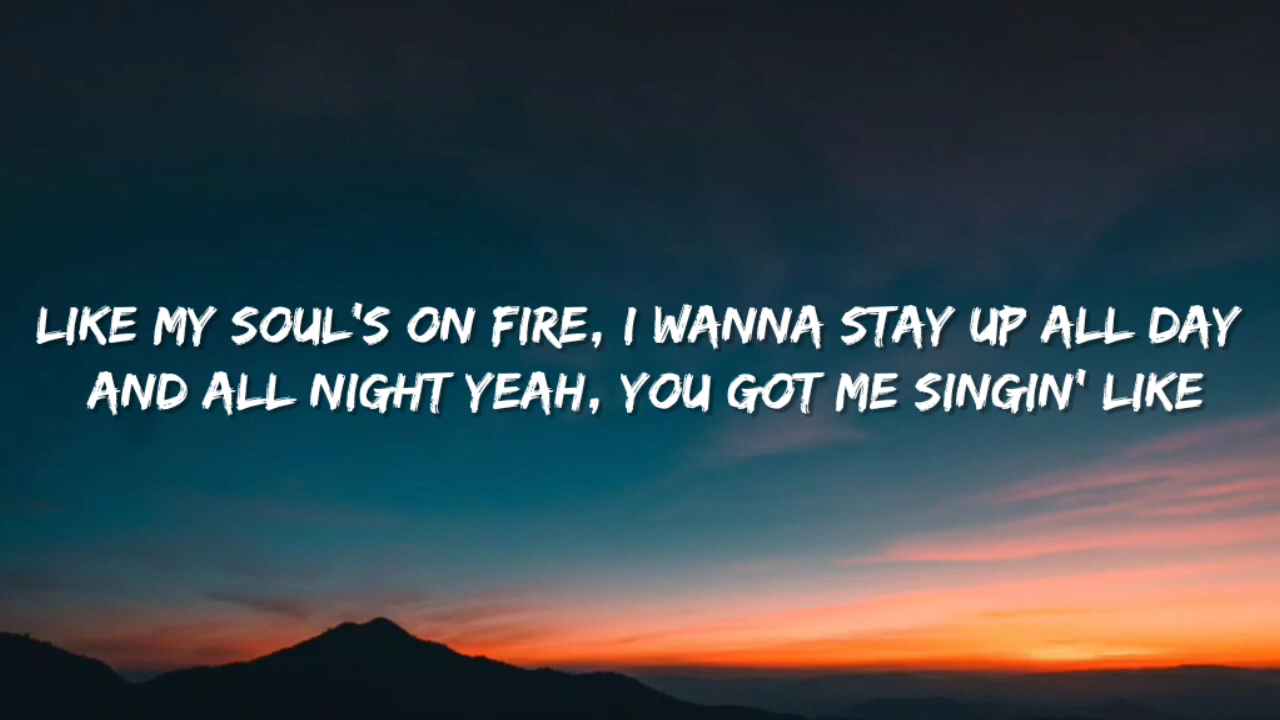 LIKE MY SOUL'S ON FIRE, I WANNA STAY UP ALL DAY
AND ALL NIGHT YEAH, YOU GOT ME SINGIN' LIKE